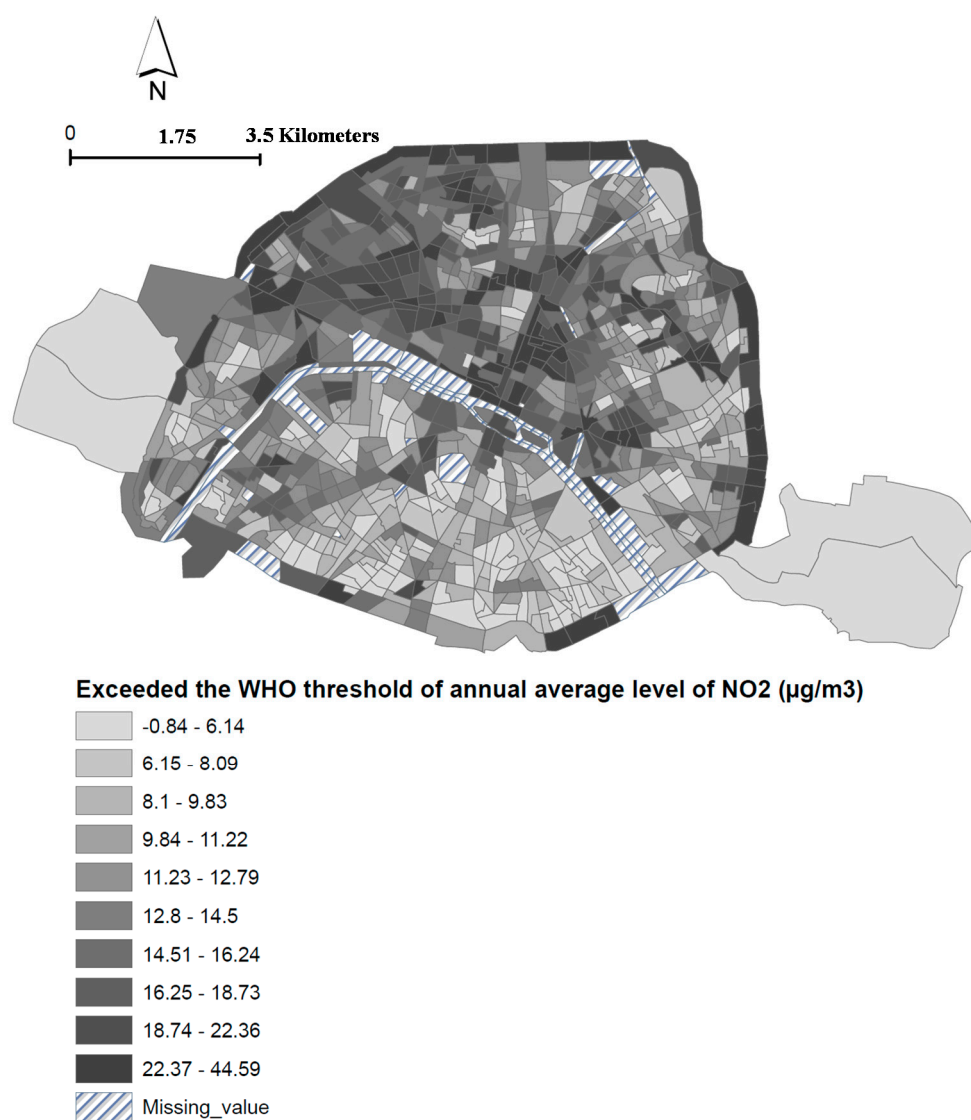 N
0 1.75 3.5 Kilometers
Exceeded the WHO threshold of annual average level of NO2 (µg/m3)
-0.84 - 6.14
6.15 - 8.09
8.1 - 9.83
9.84 - 11.22
11.23 - 12.79
12.8 - 14.5
14.51 - 16.24
16.25 - 18.73
18.74 - 22.36
22.37 - 44.59
Missing_value